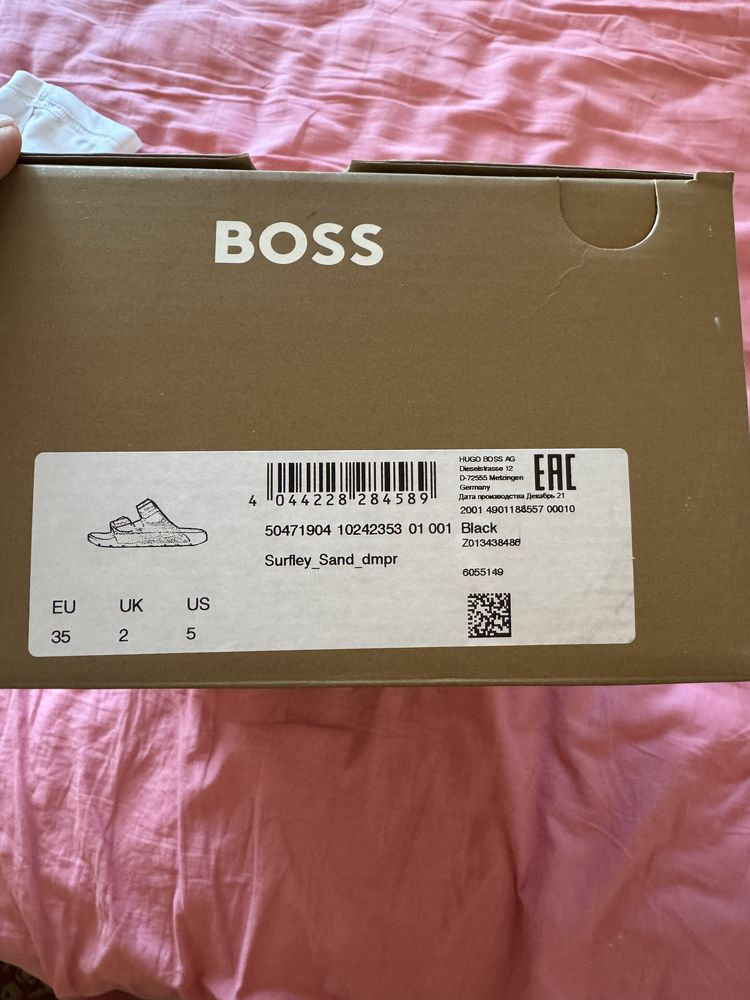 BOSS
4 044228 284589
50471904 10242353 01 001 Black
Surfley_Sand_dmpr
HUGO BOSS AG
Dieselstrasse 12
D-72555 Metzingen
Germany
Дата производства Декабрь 21
2001 4901188557 00010
Z013438486
6055149
EAC
EU UK US
35 2 5